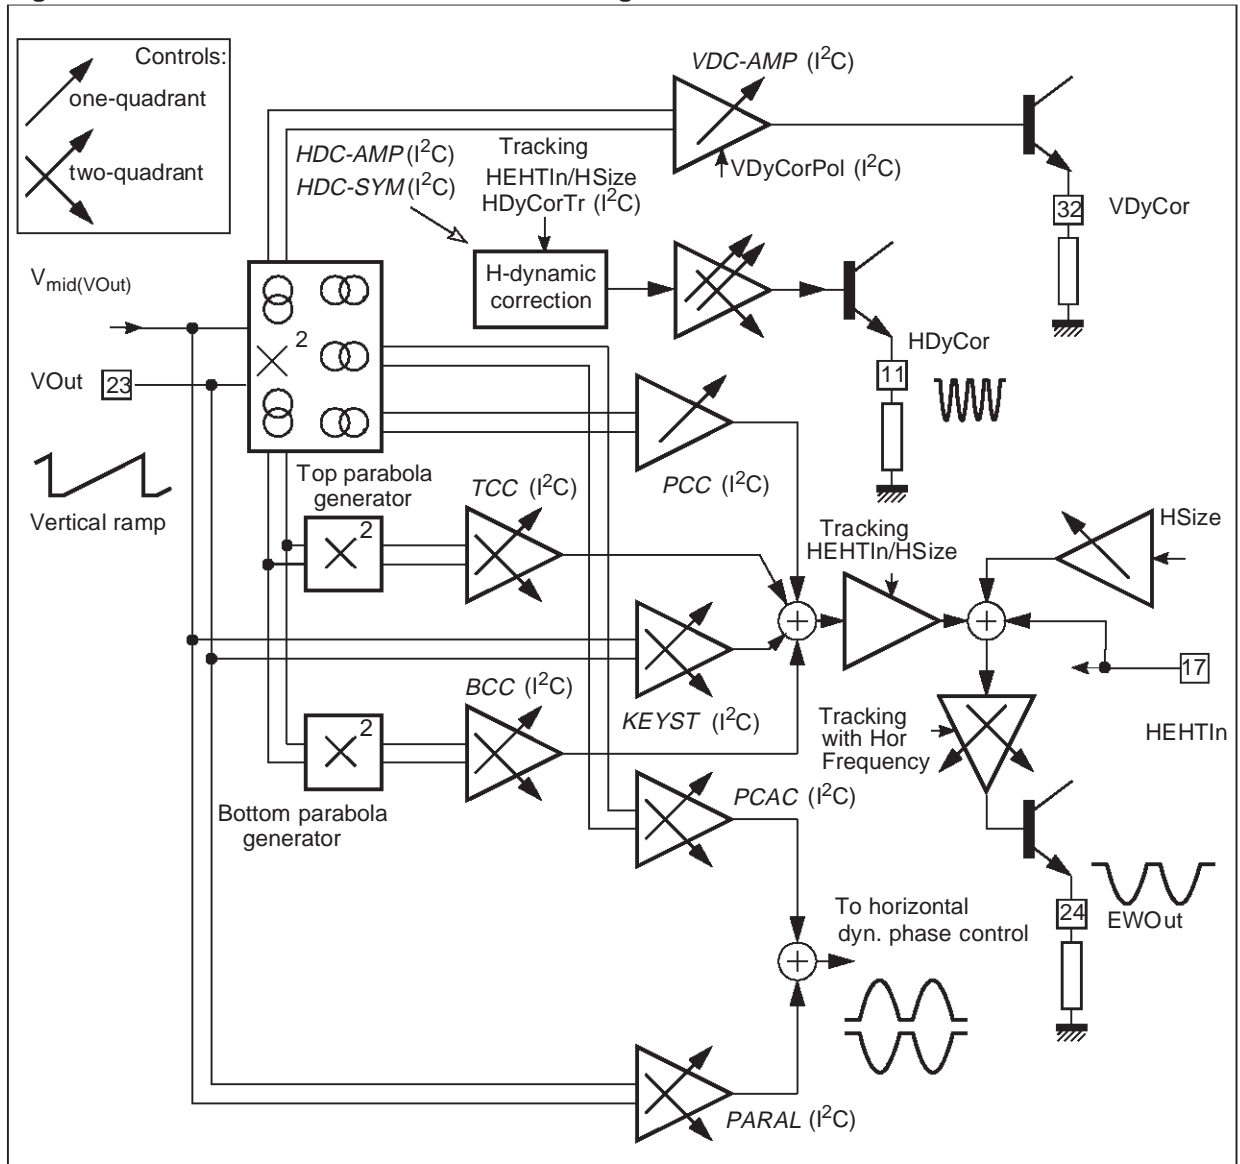 Controls:
one-quadrant
two-quadrant
VDC-AMP (I2C)
VDyCorPol (I2C)
32
VDyCor
HDC-AMP (I2C)
HDC-SYM (I2C)
Tracking
HEHTIn/HSize
HDyCorTr (I2C)
H-dynamic
correction
HDyCor
11
Vmid(VOut)
2
VOut
23
Vertical ramp
Top parabola
generator
2
TCC (I2C)
PCC (I2C)
Tracking
HEHTIn/HSize
HSize
+
+
17
HEHTIn
KEYST (I2C)
BCC (I2C)
2
Bottom parabola
generator
Tracking
with Hor
Frequency
PCAC (I2C)
24
EWOut
To horizontal
dyn. phase control
+
PARAL (I2C)